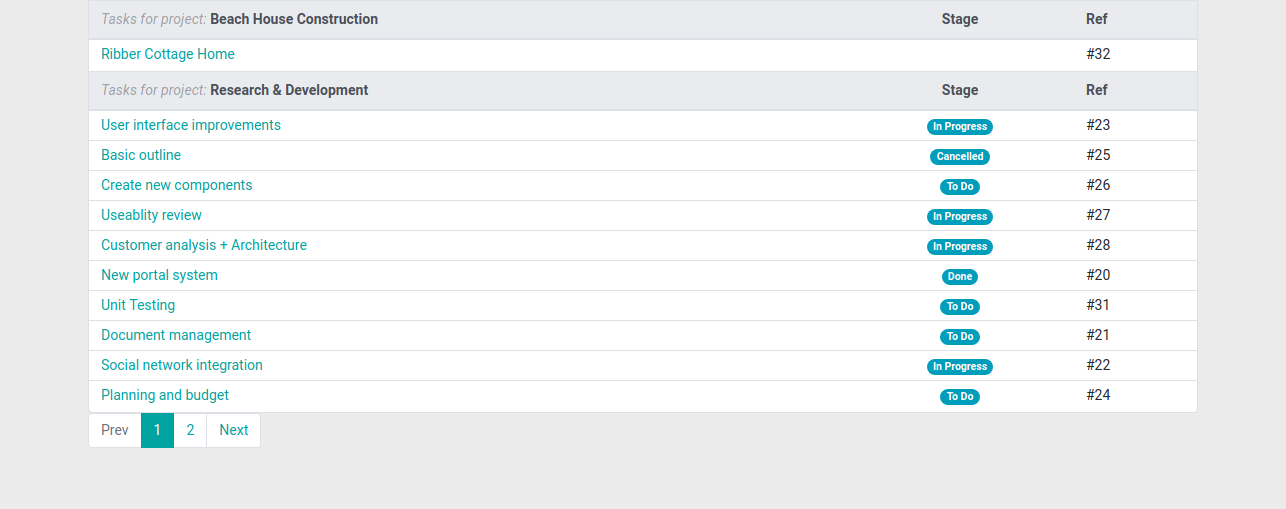 Tasks for project: Beach House Construction Stage Ref
Ribber Cottage Home #32
Tasks for project: Research & Development Stage Ref
User interface improvements In Progress #23
Basic outline Cancelled #25
Create new components To Do #26
Useablity review In Progress #27
Customer analysis + Architecture In Progress #28
New portal system Done #20
Unit Testing To Do #31
Document management To Do #21
Social network integration In Progress #22
Planning and budget To Do #24
Prev 1 2 Next